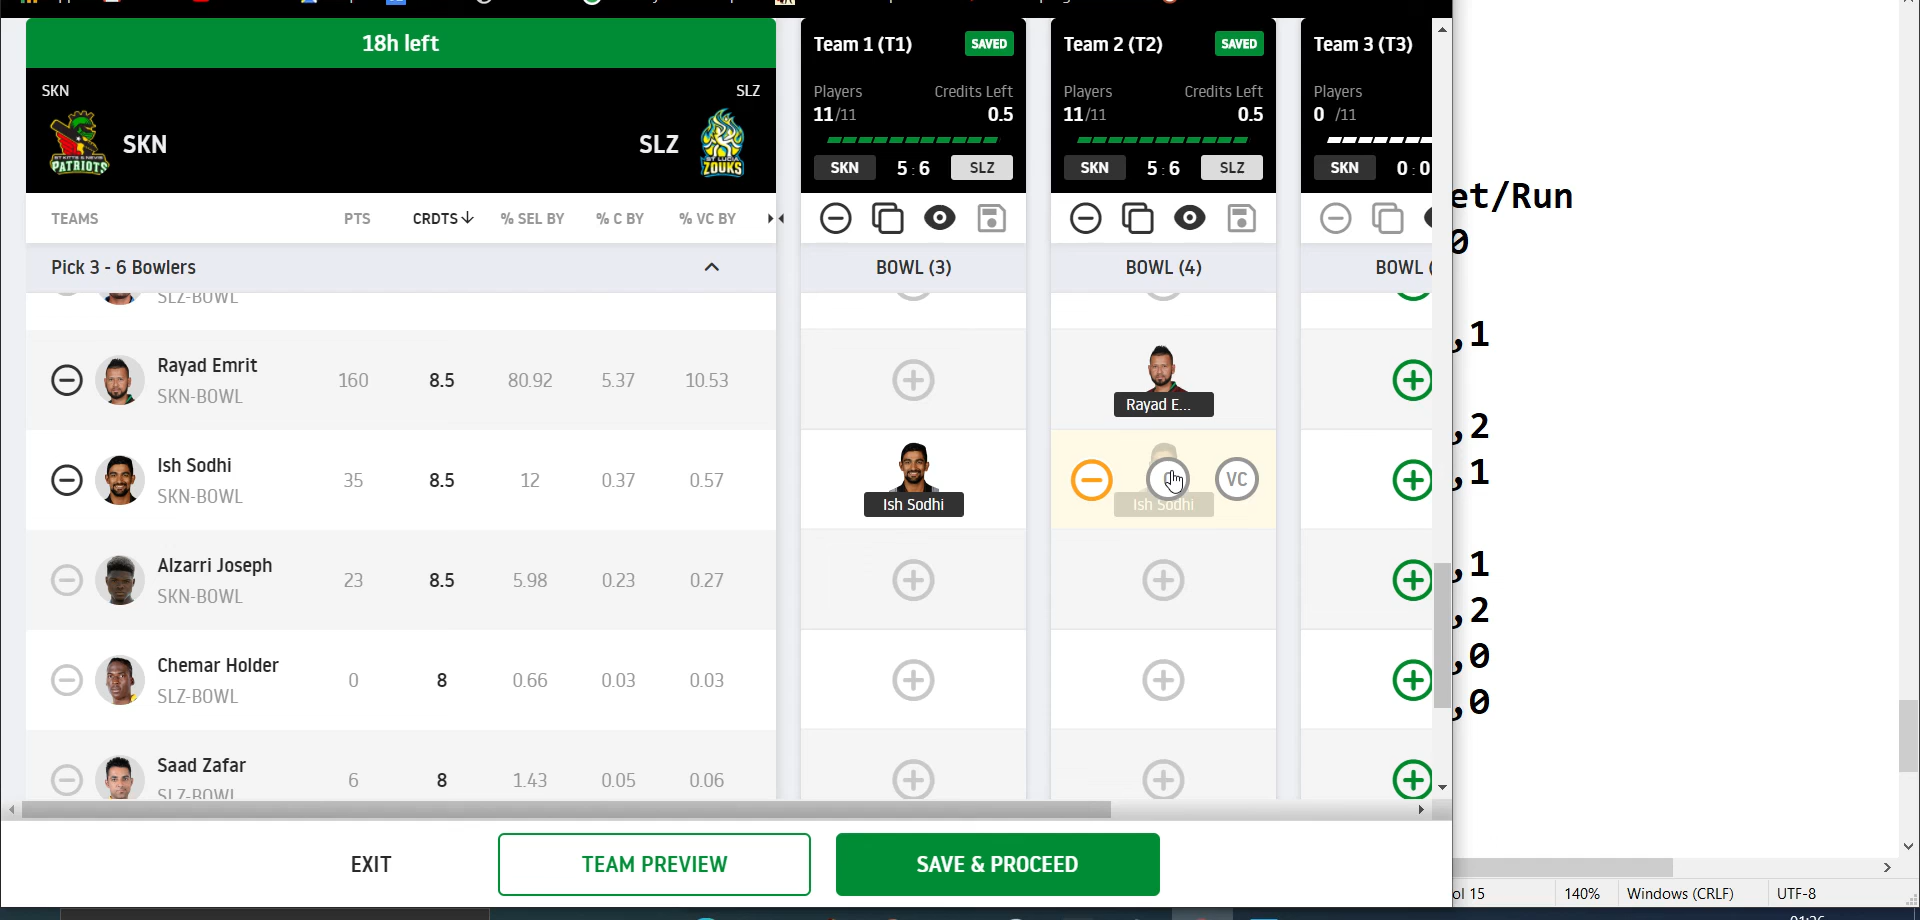 18h left
SKN
SLZ
SKN
SLZ
ST KITTS & NEVIS
PATRIOTS
ST LUCIA
ZOUKS
TEAMS
PTS
CRDTS
% SEL BY
% C BY
% VC BY
Pick 3 - 6 Bowlers
SLZ-BOWL
Rayad Emrit
SKN-BOWL
160
8.5
80.92
5.37
10.53
Ish Sodhi
SKN-BOWL
35
8.5
12
0.37
0.57
Alzarri Joseph
SKN-BOWL
23
8.5
5.98
0.23
0.27
Chemar Holder
SLZ-BOWL
0
8
0.66
0.03
0.03
Saad Zafar
SLZ-BOWL
6
8
1.43
0.05
0.06
Team 1 (T1)
SAVED
Players
Credits Left
11/11
0.5
SKN
5 : 6
SLZ
BOWL (3)
Ish Sodhi
Team 2 (T2)
SAVED
Players
Credits Left
11/11
0.5
SKN
5 : 6
SLZ
BOWL (4)
Rayad E...
VC
Ish Sodhi
Team 3 (T3)
Players
0 /11
SKN
0 : 0
BOWL (
EXIT
TEAM PREVIEW
SAVE & PROCEED
et/Run
0
,1
,2
,1
,1
,2
,0
,0
ol 15
140%
Windows (CRLF)
UTF-8